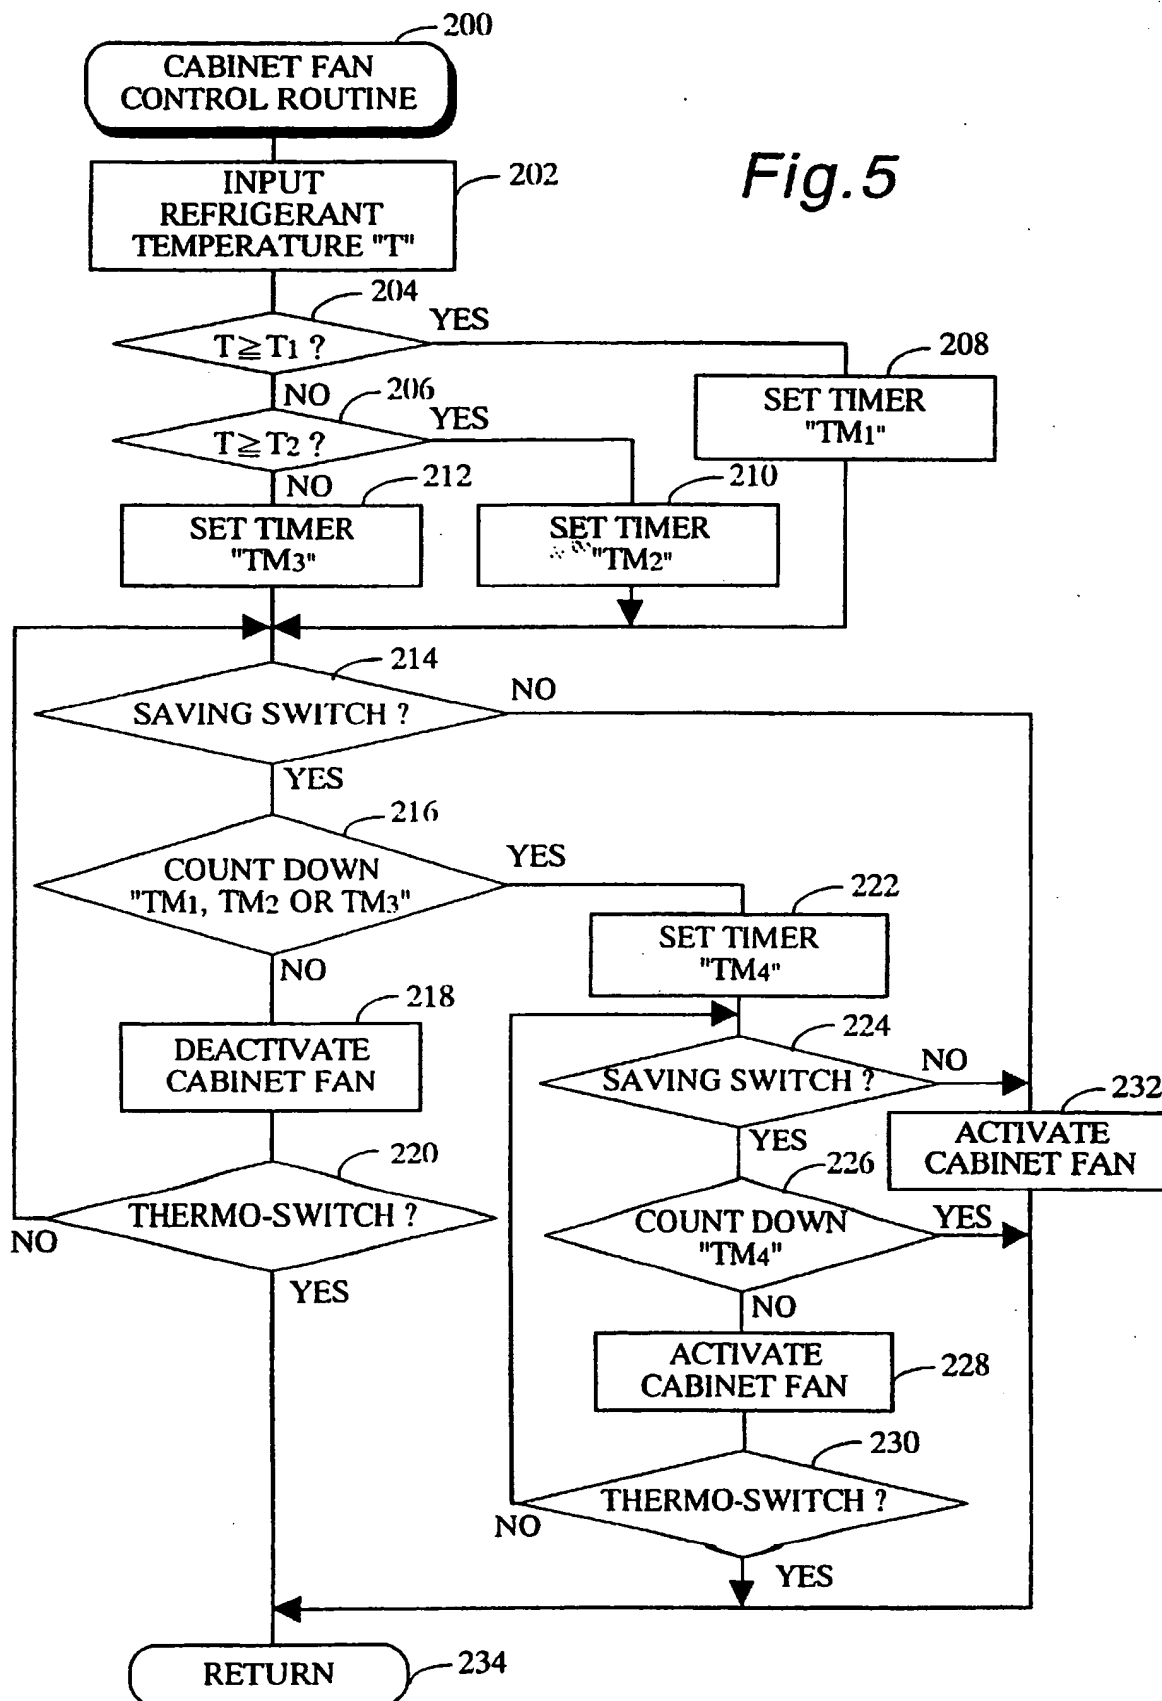 200
CABINET FAN
CONTROL ROUTINE
Fig.5
202
INPUT
REFRIGERANT
TEMPERATURE "T"
204
T≧T1 ?
YES
NO
208
SET TIMER
"TM1"
206
T≧T2 ?
YES
NO
212
SET TIMER
"TM3"
210
SET TIMER
"TM2"
214
SAVING SWITCH ?
NO
YES
216
COUNT DOWN
"TM1, TM2 OR TM3"
YES
NO
222
SET TIMER
"TM4"
218
DEACTIVATE
CABINET FAN
224
SAVING SWITCH ?
NO
YES
232
ACTIVATE
CABINET FAN
220
THERMO-SWITCH ?
NO
YES
226
COUNT DOWN
"TM4"
YES
NO
ACTIVATE
CABINET FAN
228
230
THERMO-SWITCH ?
NO
YES
RETURN
234